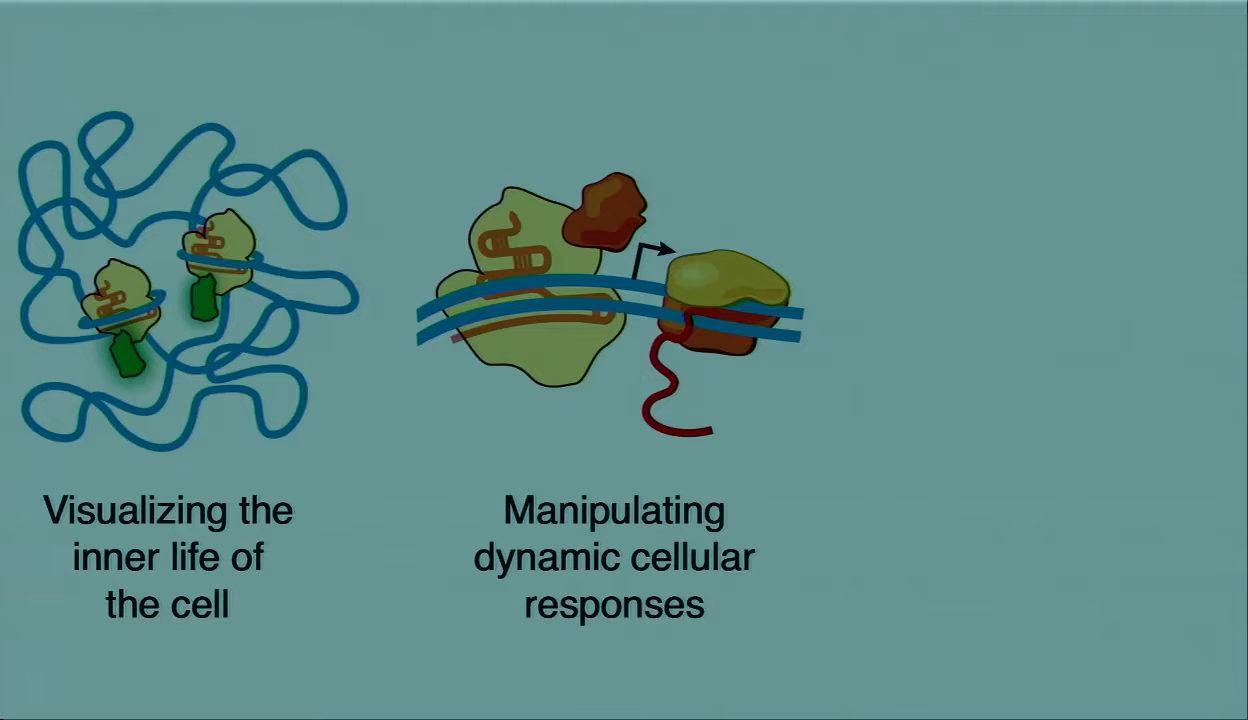 Visualizing the
inner life of
the cell
Manipulating
dynamic cellular
responses